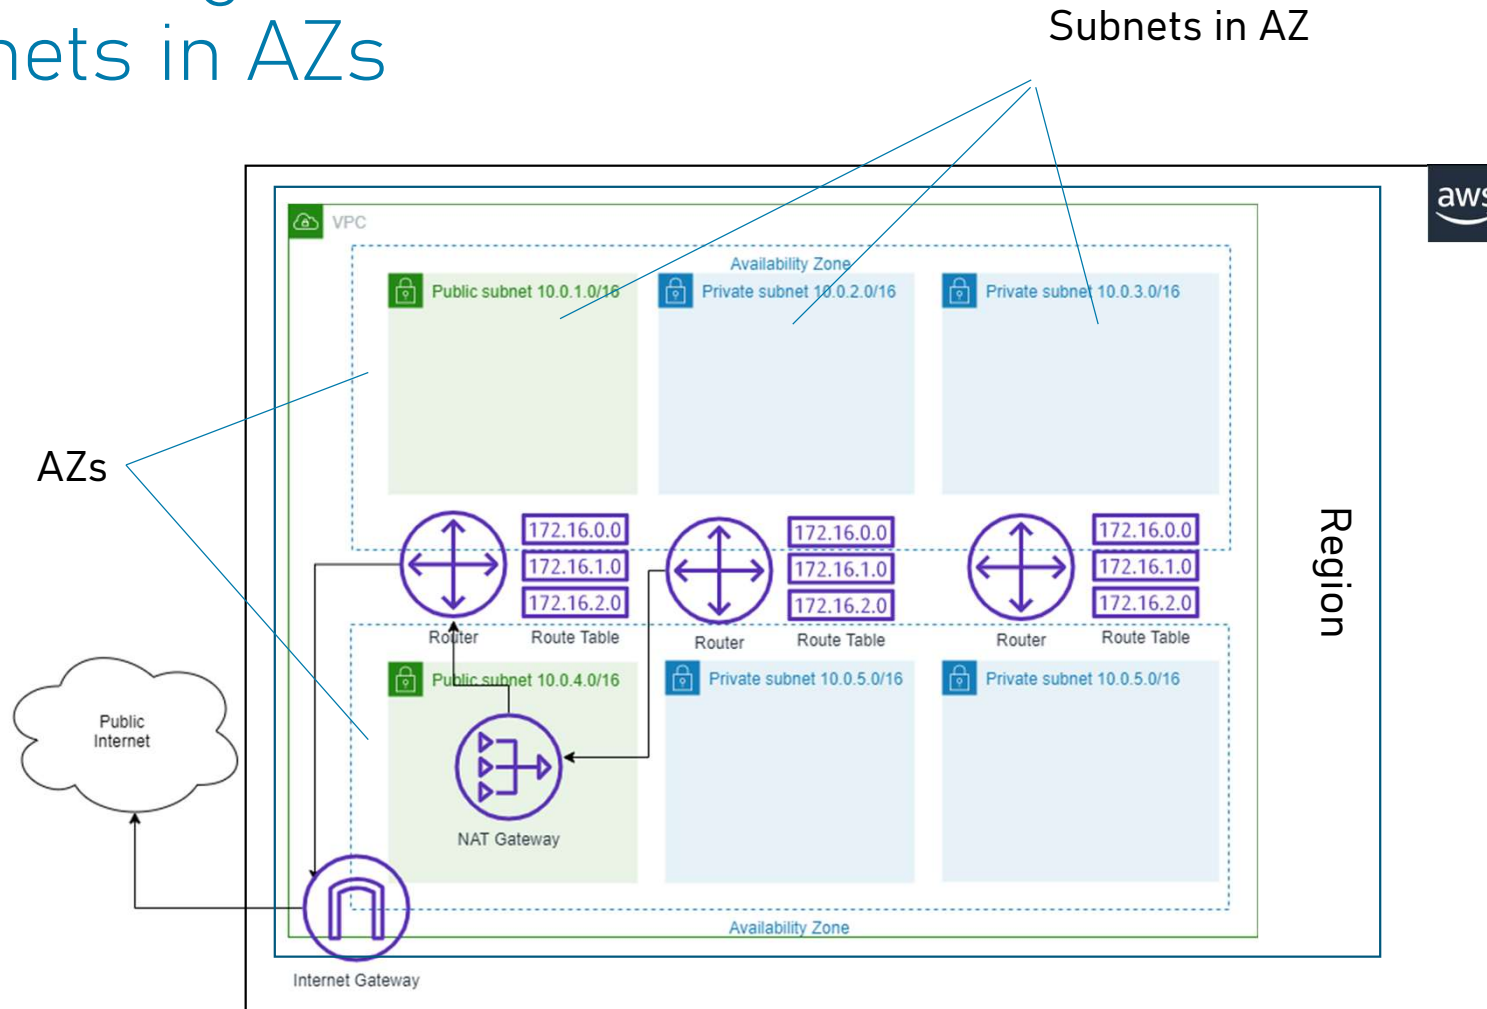 nets in AZs
Subnets in AZ
aws
VPC
Availability Zone
Public subnet 10.0.1.0/16
Private subnet 10.0.2.0/16
Private subnet 10.0.3.0/16
AZs
Region
172.16.0.0
172.16.1.0
172.16.2.0
Router
Route Table
172.16.0.0
172.16.1.0
172.16.2.0
Router
Route Table
172.16.0.0
172.16.1.0
172.16.2.0
Router
Route Table
Public subnet 10.0.4.0/16
Private subnet 10.0.5.0/16
Private subnet 10.0.5.0/16
Public
Internet
NAT Gateway
Availability Zone
Internet Gateway